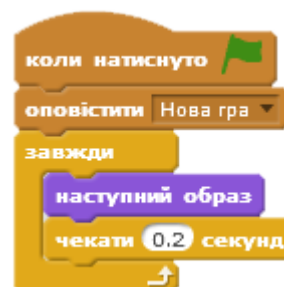 коли натиснуто
оповістити Нова гра
завжди
наступний образ
чекати 0.2 секунд